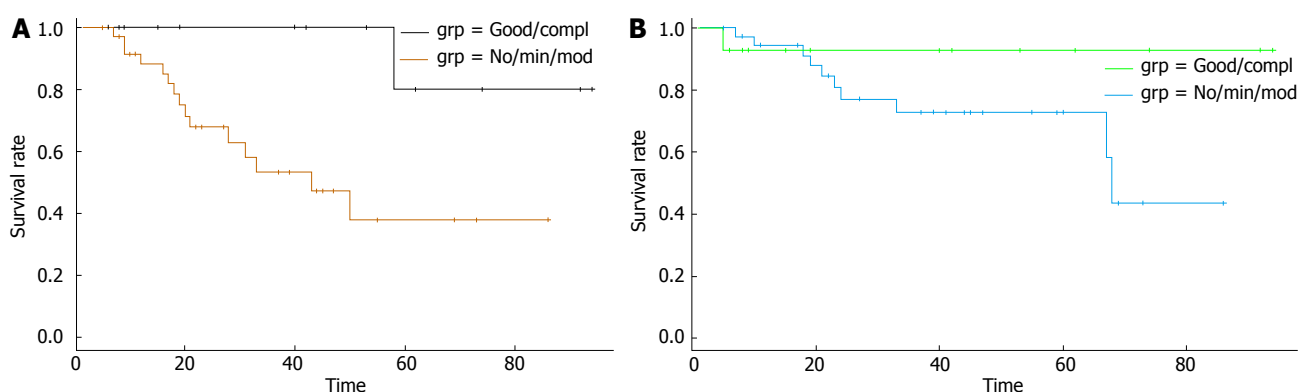 A
grp = Good/compl
grp = No/min/mod
1.0
0.8
0.6
0.4
0.2
0.0
Survival rate
0
20
40
60
80
Time
B
grp = Good/compl
grp = No/min/mod
1.0
0.8
0.6
0.4
0.2
0.0
Survival rate
0
20
40
60
80
Time